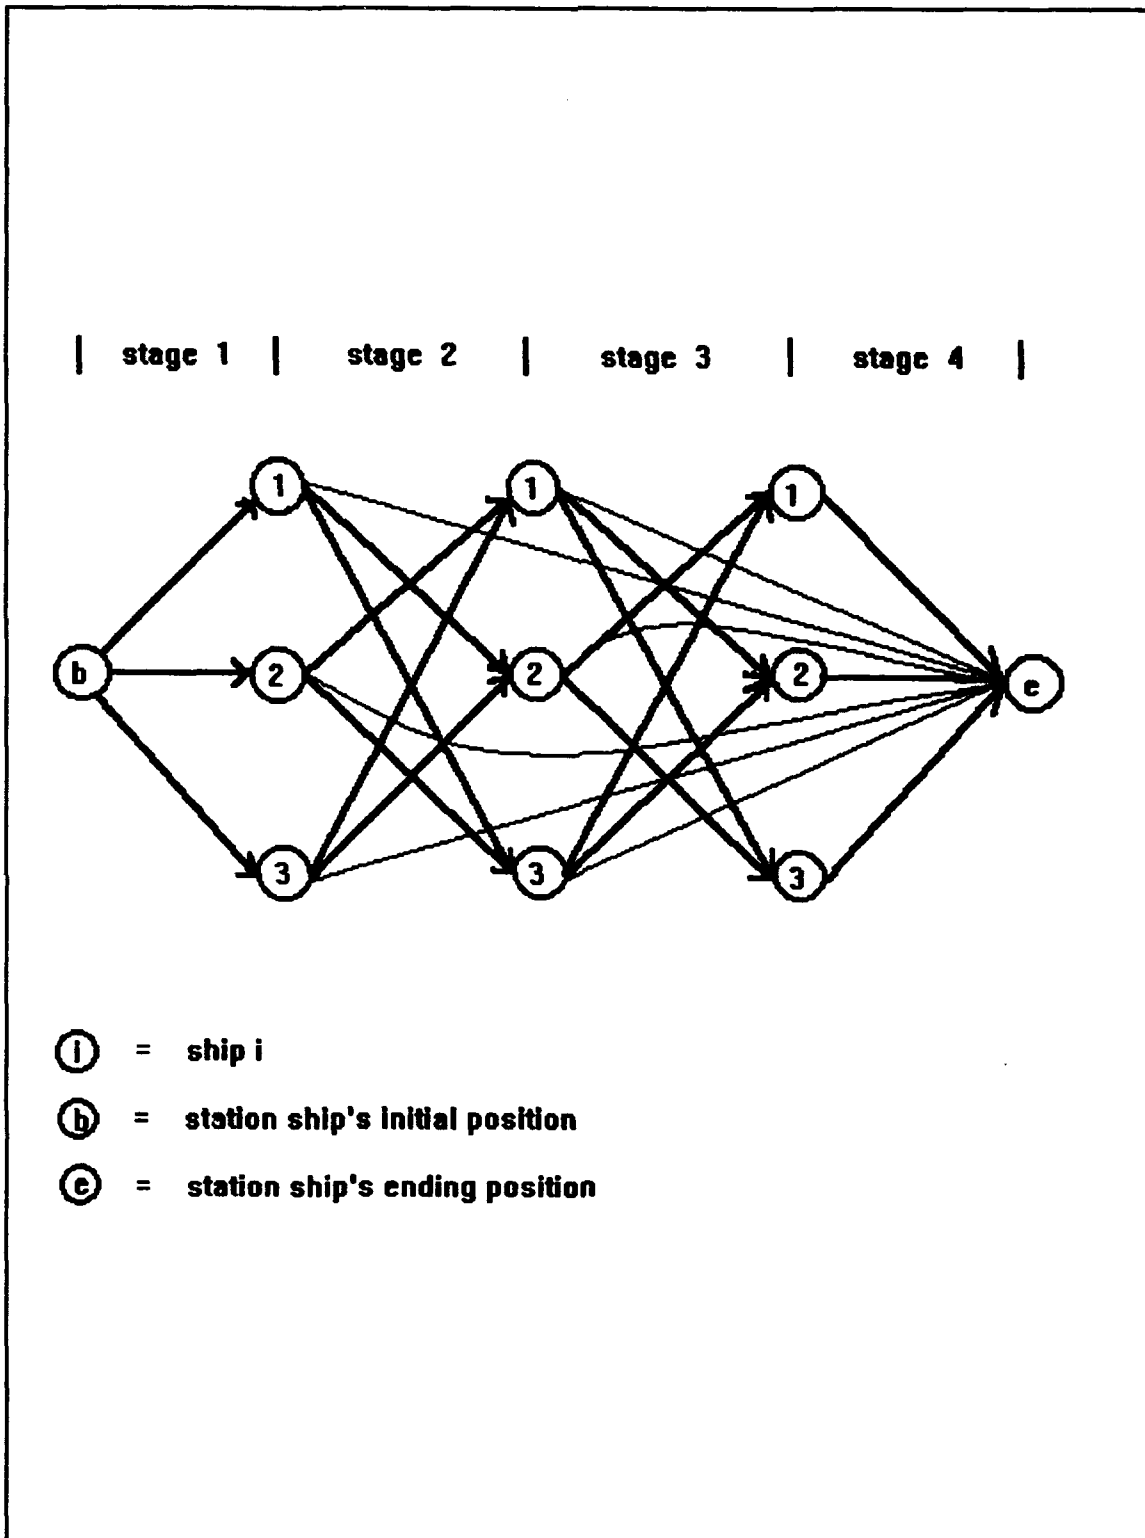 | stage 1 | stage 2 | stage 3 | stage 4 |
1 1 1
b 2 2 2 e
3 3 3
i = ship i
b = station ship's initial position
e = station ship's ending position